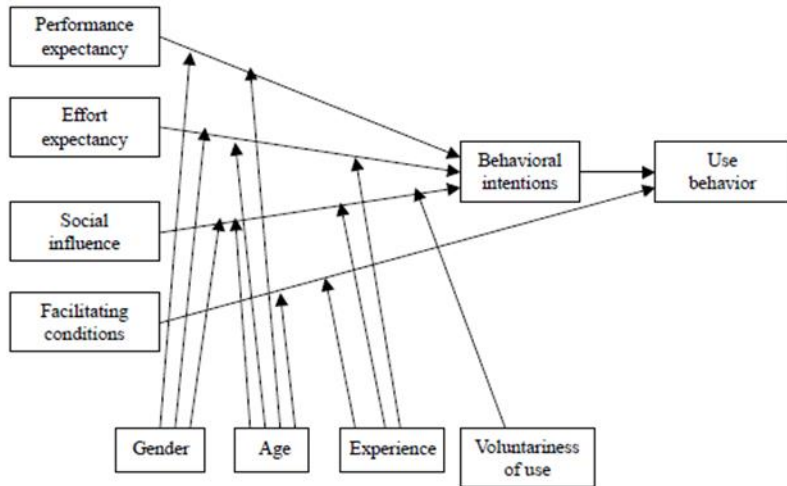 Performance
expectancy
Effort
expectancy
Behavioral
intentions
Use
behavior
Social
influence
Facilitating
conditions
Gender
Age
Experience
Voluntariness
of use